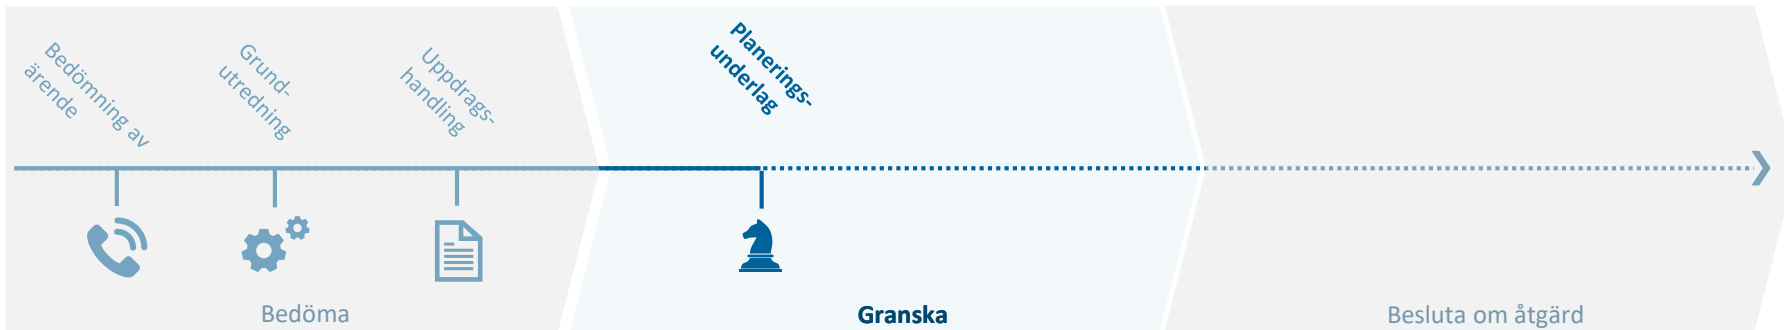 Bedömning av
ärende
Grund-
utredning
Uppdrags-
handling
Planerings-
underlag
Bedöma
Granska
Besluta om åtgärd